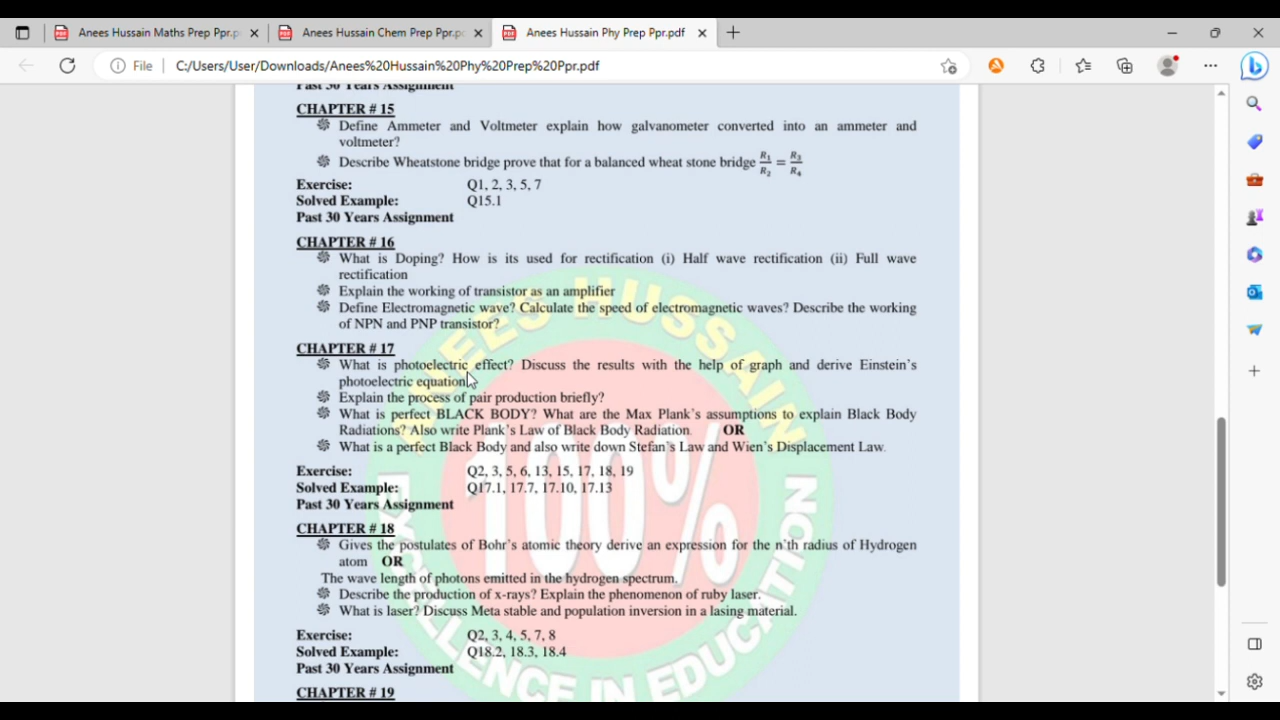 Anees Hussain Maths Prep Ppr.p
Anees Hussain Chem Prep Ppr.pd
Anees Hussain Phy Prep Ppr.pdf
File
C:/Users/User/Downloads/Anees%20Hussain%20Phy%20Prep%20Ppr.pdf
Past 30 Years Assignment
CHAPTER # 15
Define Ammeter and Voltmeter explain how galvanometer converted into an ammeter and
voltmeter?
Describe Wheatstone bridge prove that for a balanced wheat stone bridge R₁/R₂ = R₃/R₄
Exercise: Q1, 2, 3, 5, 7
Solved Example: Q15.1
Past 30 Years Assignment
CHAPTER # 16
What is Doping? How is its used for rectification (i) Half wave rectification (ii) Full wave
rectification
Explain the working of transistor as an amplifier
Define Electromagnetic wave? Calculate the speed of electromagnetic waves? Describe the working
of NPN and PNP transistor?
CHAPTER # 17
What is photoelectric effect? Discuss the results with the help of graph and derive Einstein's
photoelectric equation
Explain the process of pair production briefly?
What is perfect BLACK BODY? What are the Max Plank's assumptions to explain Black Body
Radiations? Also write Plank's Law of Black Body Radiation. OR
What is a perfect Black Body and also write down Stefan's Law and Wien's Displacement Law.
Exercise: Q2, 3, 5, 6, 13, 15, 17, 18, 19
Solved Example: Q17.1, 17.7, 17.10, 17.13
Past 30 Years Assignment
CHAPTER # 18
Gives the postulates of Bohr's atomic theory derive an expression for the n'th radius of Hydrogen
atom OR
The wave length of photons emitted in the hydrogen spectrum.
Describe the production of x-rays? Explain the phenomenon of ruby laser.
What is laser? Discuss Meta stable and population inversion in a lasing material.
Exercise: Q2, 3, 4, 5, 7, 8
Solved Example: Q18.2, 18.3, 18.4
Past 30 Years Assignment
CHAPTER # 19
ANEES HUSSAIN
100%
EXCELLENCE IN EDUCATION